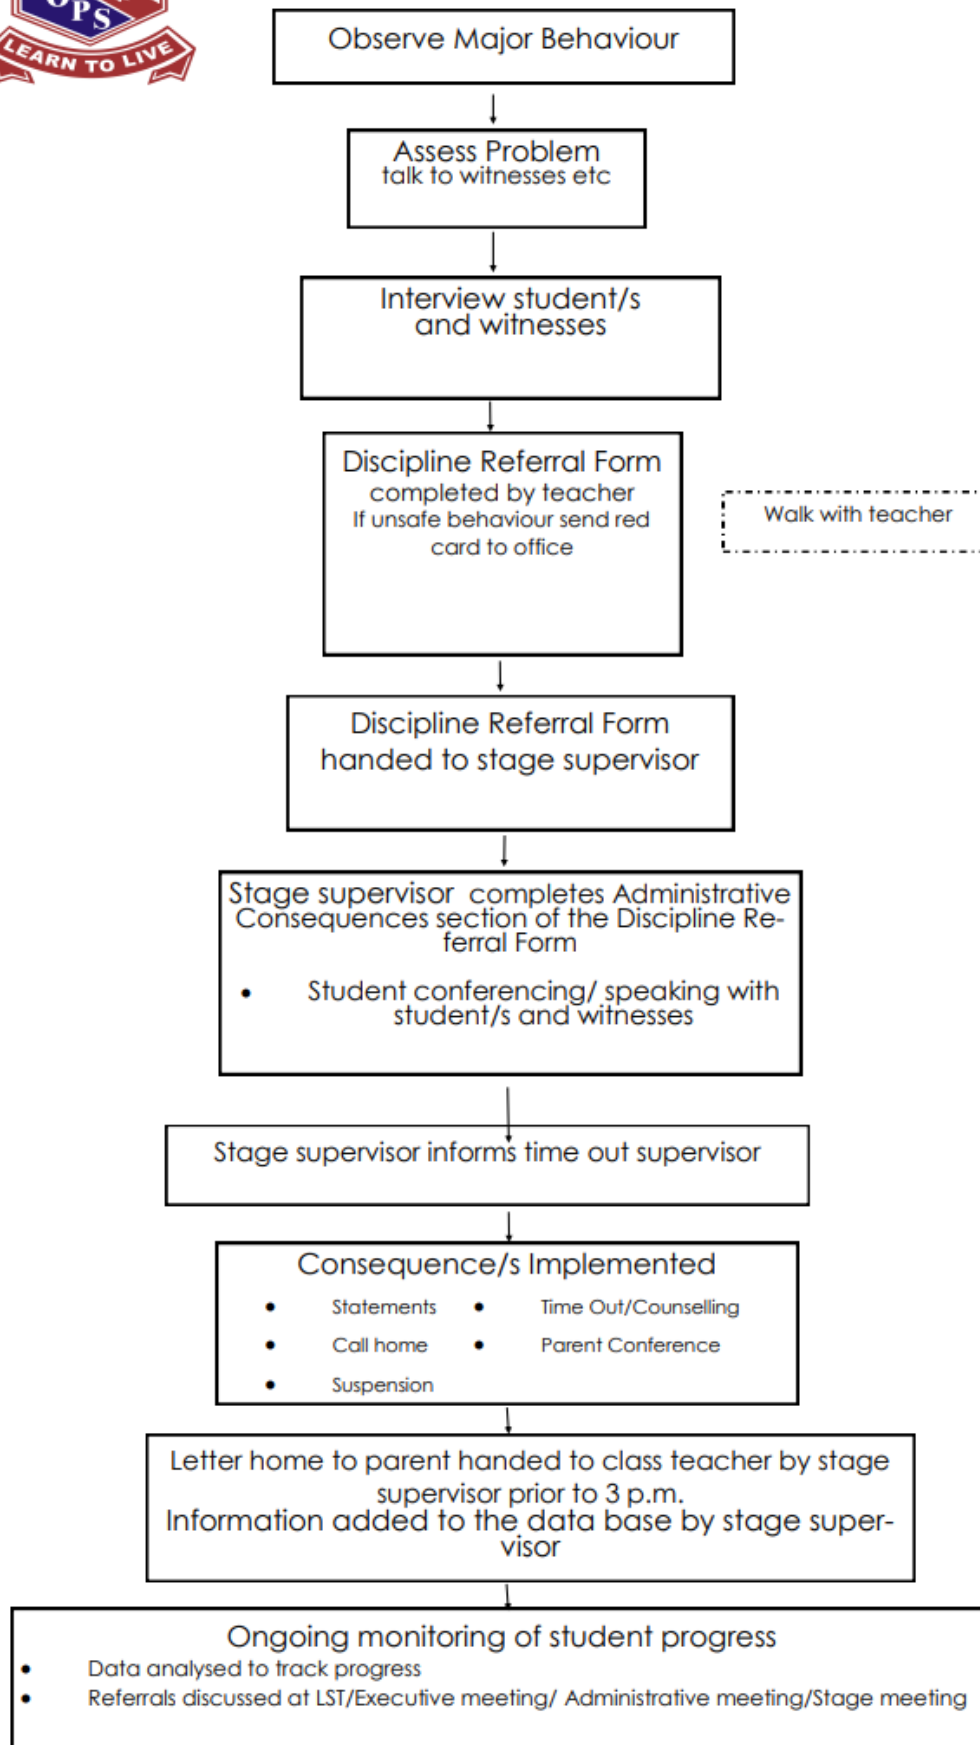 OPS
LEARN TO LIVE
Observe Major Behaviour
Assess Problem
talk to witnesses etc
Interview student/s
and witnesses
Discipline Referral Form
completed by teacher
If unsafe behaviour send red
card to office
Walk with teacher
Discipline Referral Form
handed to stage supervisor
Stage supervisor completes Administrative
Consequences section of the Discipline Re-
ferral Form
• Student conferencing/ speaking with
student/s and witnesses
Stage supervisor informs time out supervisor
Consequence/s Implemented
• Statements • Time Out/Counselling
• Call home • Parent Conference
• Suspension
Letter home to parent handed to class teacher by stage
supervisor prior to 3 p.m.
Information added to the data base by stage super-
visor
Ongoing monitoring of student progress
• Data analysed to track progress
• Referrals discussed at LST/Executive meeting/ Administrative meeting/Stage meeting